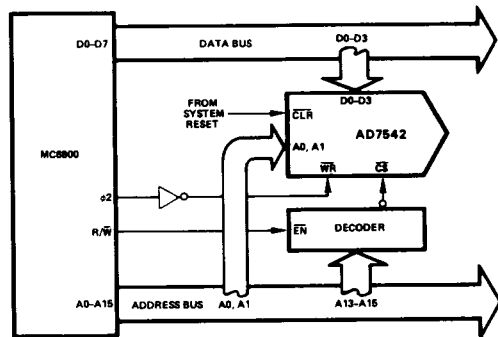 D0–D7
DATA BUS
D0–D3
D0–D3
FROM
SYSTEM
RESET
CLR
AD7542
MC6800
A0, A1
WR
CS
ϕ2
R/W
EN
DECODER
A0–A15
ADDRESS BUS
A0, A1
A13–A15